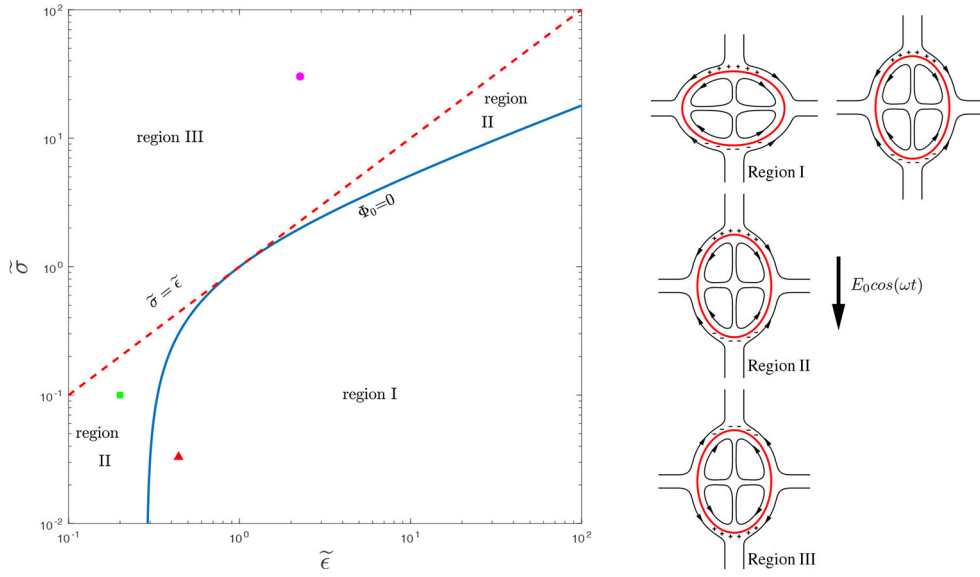 10^2
10^1
10^0
10^-1
10^-2
σ̃
10^-1
10^0
10^1
10^2
ϵ̃
region III
region
II
Φ₀=0
σ̃ = ϵ̃
region I
region
II
Region I
Region II
E₀cos(ωt)
Region III